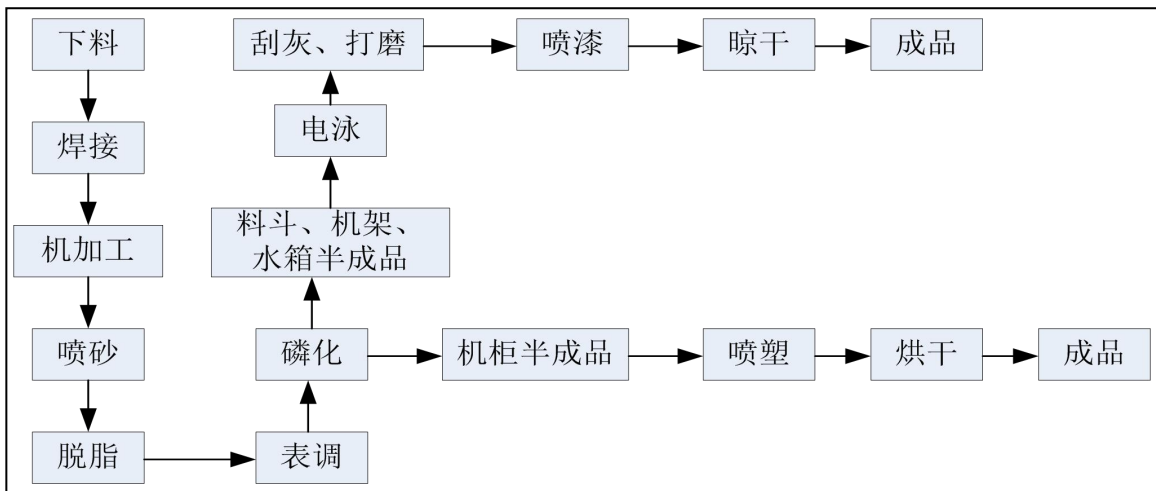 下料
焊接
机加工
喷砂
脱脂
表调
磷化
料斗、机架、
水箱半成品
电泳
刮灰、打磨
喷漆
晾干
成品
机柜半成品
喷塑
烘干
成品